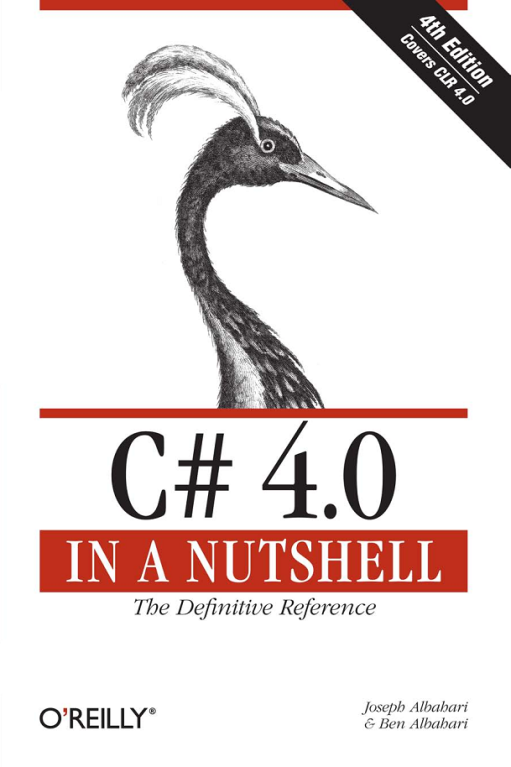 4th Edition
Covers CLR 4.0
C# 4.0
IN A NUTSHELL
The Definitive Reference
O'REILLY®
Joseph Albahari
& Ben Albahari